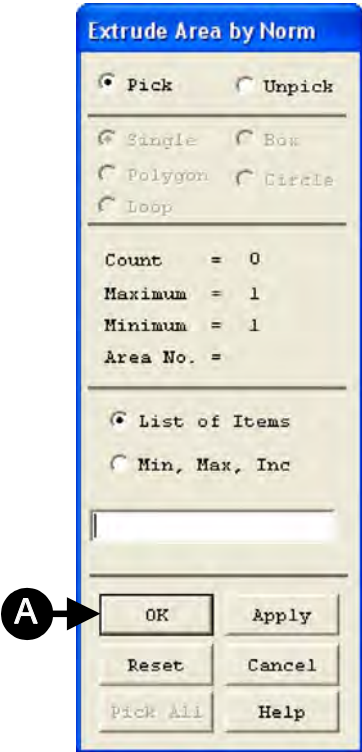 Extrude Area by Norm
Pick Unpick
Single Box
Polygon Circle
Loop
Count = 0
Maximum = 1
Minimum = 1
Area No. =
List of Items
Min, Max, Inc
A OK Apply
Reset Cancel
Pick All Help